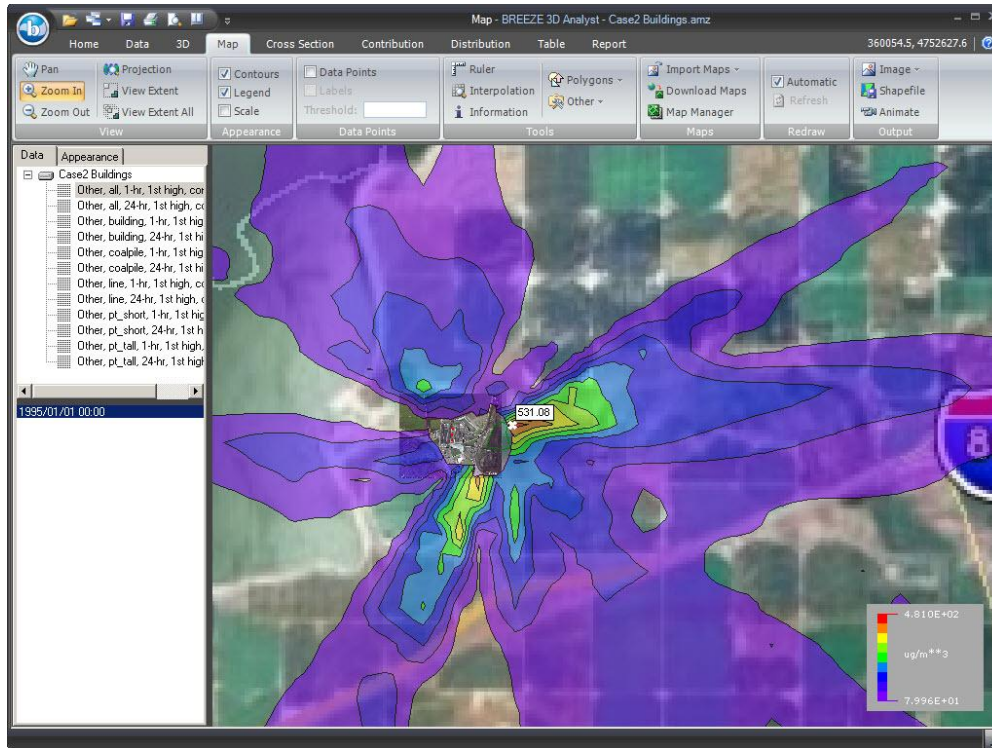 Map - BREEZE 3D Analyst - Case2 Buildings.amz
Home Data 3D Map Cross Section Contribution Distribution Table Report 360054.5, 4752627.6
Pan Projection Contours Data Points Ruler Polygons Import Maps Automatic Image
Zoom In View Extent Legend Labels Interpolation Other Download Maps Refresh Shapefile
Zoom Out View Extent All Scale Threshold: Information Map Manager Animate
View Appearance Data Points Tools Maps Redraw Output
Data Appearance
Case2 Buildings
Other, all, 1-hr, 1st high, con
Other, all, 24-hr, 1st high, co
Other, building, 1-hr, 1st hig
Other, building, 24-hr, 1st hi
Other, coalpile, 1-hr, 1st hig
Other, coalpile, 24-hr, 1st hi
Other, line, 1-hr, 1st high, co
Other, line, 24-hr, 1st high, c
Other, pt_short, 1-hr, 1st hig
Other, pt_short, 24-hr, 1st h
Other, pt_tall, 1-hr, 1st high,
Other, pt_tall, 24-hr, 1st high
1995/01/01 00:00
531.08
8
4.810E+02
ug/m**3
7.996E+01